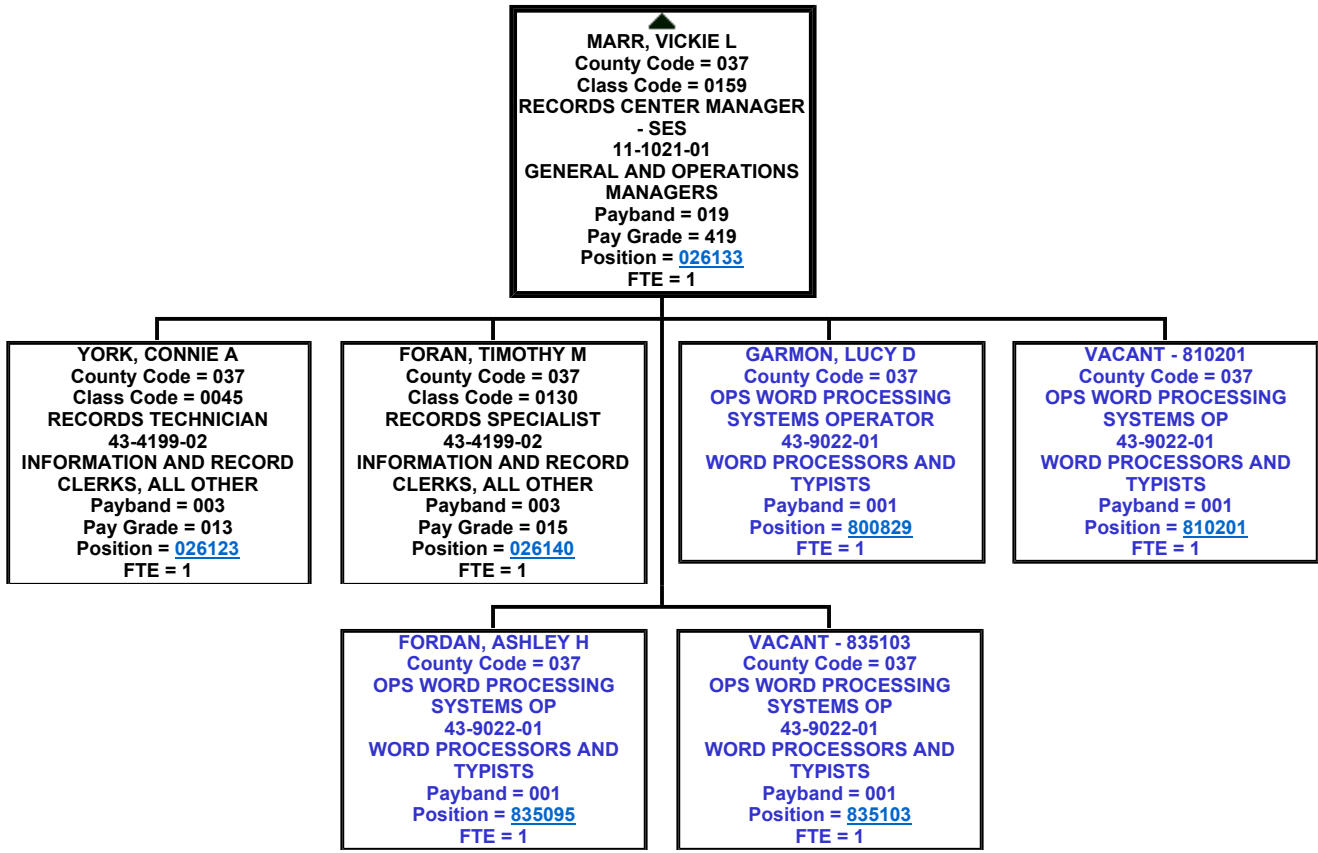 MARR, VICKIE L
County Code = 037
Class Code = 0159
RECORDS CENTER MANAGER
- SES
11-1021-01
GENERAL AND OPERATIONS
MANAGERS
Payband = 019
Pay Grade = 419
Position = 026133
FTE = 1
YORK, CONNIE A
County Code = 037
Class Code = 0045
RECORDS TECHNICIAN
43-4199-02
INFORMATION AND RECORD
CLERKS, ALL OTHER
Payband = 003
Pay Grade = 013
Position = 026123
FTE = 1
FORAN, TIMOTHY M
County Code = 037
Class Code = 0130
RECORDS SPECIALIST
43-4199-02
INFORMATION AND RECORD
CLERKS, ALL OTHER
Payband = 003
Pay Grade = 015
Position = 026140
FTE = 1
GARMON, LUCY D
County Code = 037
OPS WORD PROCESSING
SYSTEMS OPERATOR
43-9022-01
WORD PROCESSORS AND
TYPISTS
Payband = 001
Position = 800829
FTE = 1
VACANT - 810201
County Code = 037
OPS WORD PROCESSING
SYSTEMS OP
43-9022-01
WORD PROCESSORS AND
TYPISTS
Payband = 001
Position = 810201
FTE = 1
FORDAN, ASHLEY H
County Code = 037
OPS WORD PROCESSING
SYSTEMS OP
43-9022-01
WORD PROCESSORS AND
TYPISTS
Payband = 001
Position = 835095
FTE = 1
VACANT - 835103
County Code = 037
OPS WORD PROCESSING
SYSTEMS OP
43-9022-01
WORD PROCESSORS AND
TYPISTS
Payband = 001
Position = 835103
FTE = 1